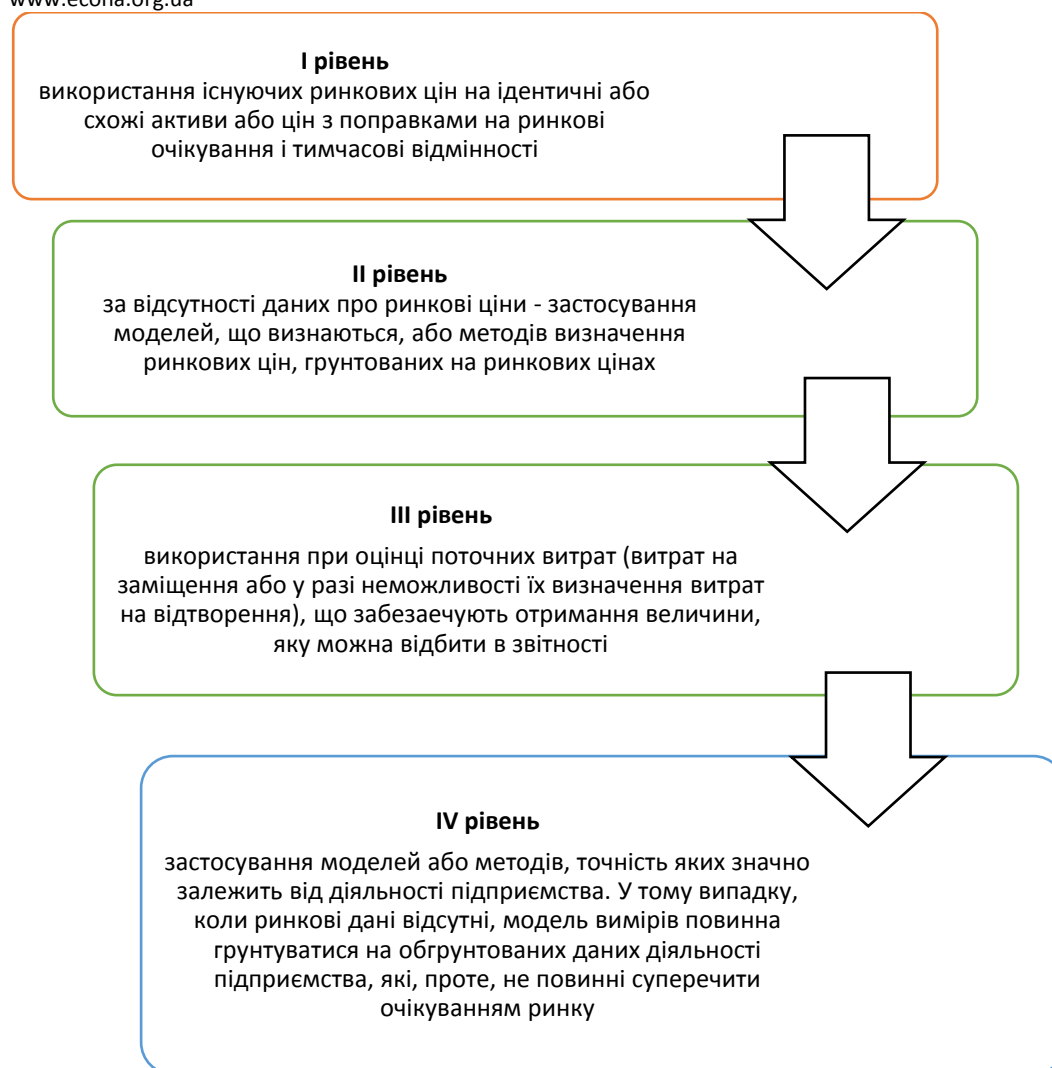 www.econa.org.ua
І рівень
використання існуючих ринкових цін на ідентичні або
схожі активи або цін з поправками на ринкові
очікування і тимчасові відмінності
ІІ рівень
за відсутності даних про ринкові ціни - застосування
моделей, що визнаються, або методів визначення
ринкових цін, грунтованих на ринкових цінах
ІІІ рівень
використання при оцінці поточних витрат (витрат на
заміщення або у разі неможливості їх визначення витрат
на відтворення), що забезаечують отримання величини,
яку можна відбити в звітності
IV рівень
застосування моделей або методів, точність яких значно
залежить від діяльності підприємства. У тому випадку,
коли ринкові дані відсутні, модель вимірів повинна
грунтуватися на обгрунтованих даних діяльності
підприємства, які, проте, не повинні суперечити
очікуванням ринку